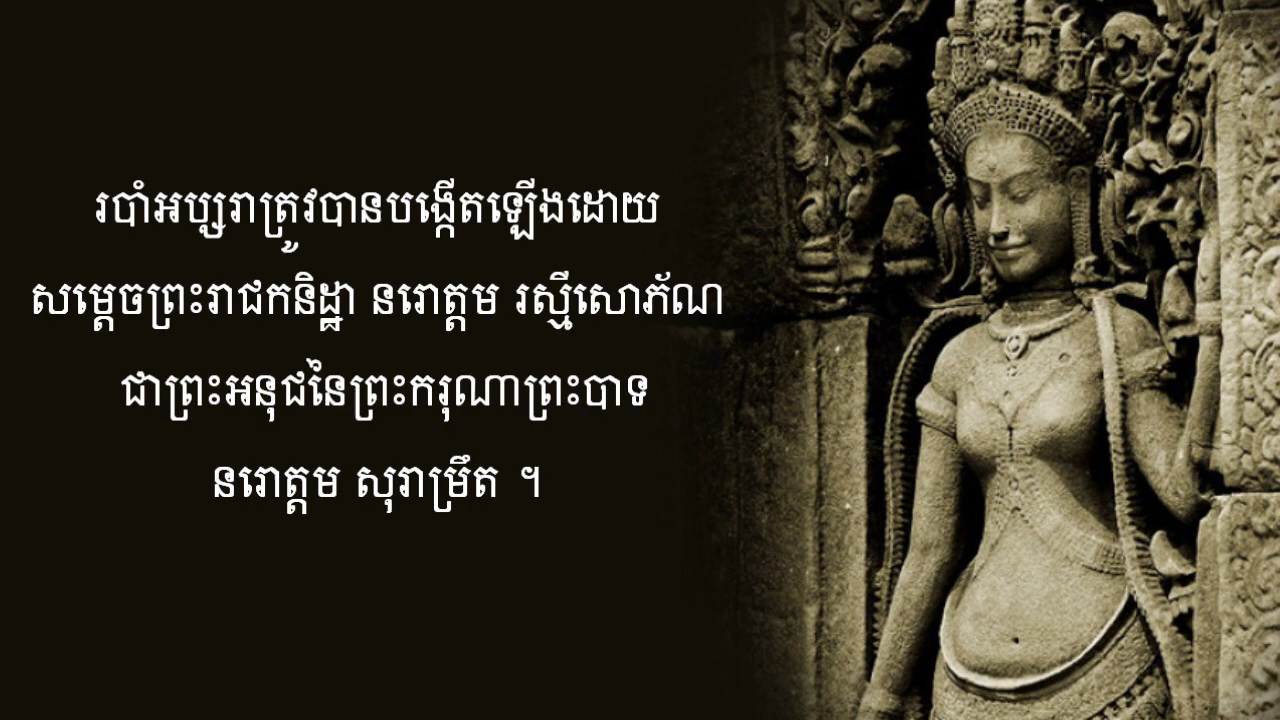 របាំអប្សរាត្រូវបានបង្កើតឡើងដោយ
សម្ដេចព្រះរាជកនិដ្ឋា នរោត្ដម រស្មីសោភ័ណ
ជាព្រះអនុជនៃព្រះករុណាព្រះបាទ
នរោត្ដម សុរាម្រឹត ។